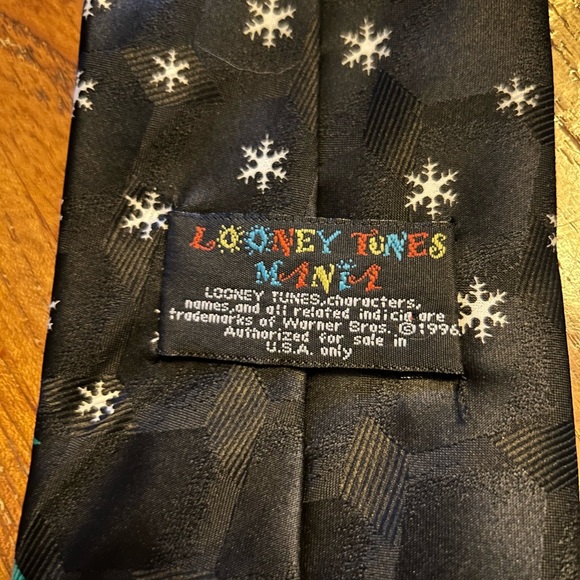 LOONEY TUNES
MANIA
LOONEY TUNES,characters,
names,and all related indicia are
trademarks of Warner Bros. ©1996
Authorized for sale in
U.S.A. only